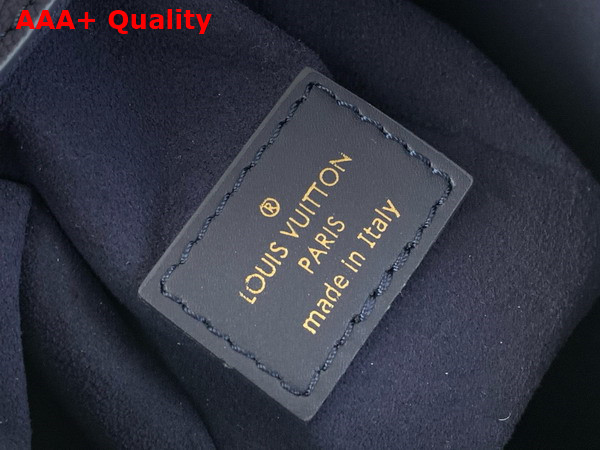 AAA+ Quality
®
LOUIS VUITTON
PARIS
made in Italy